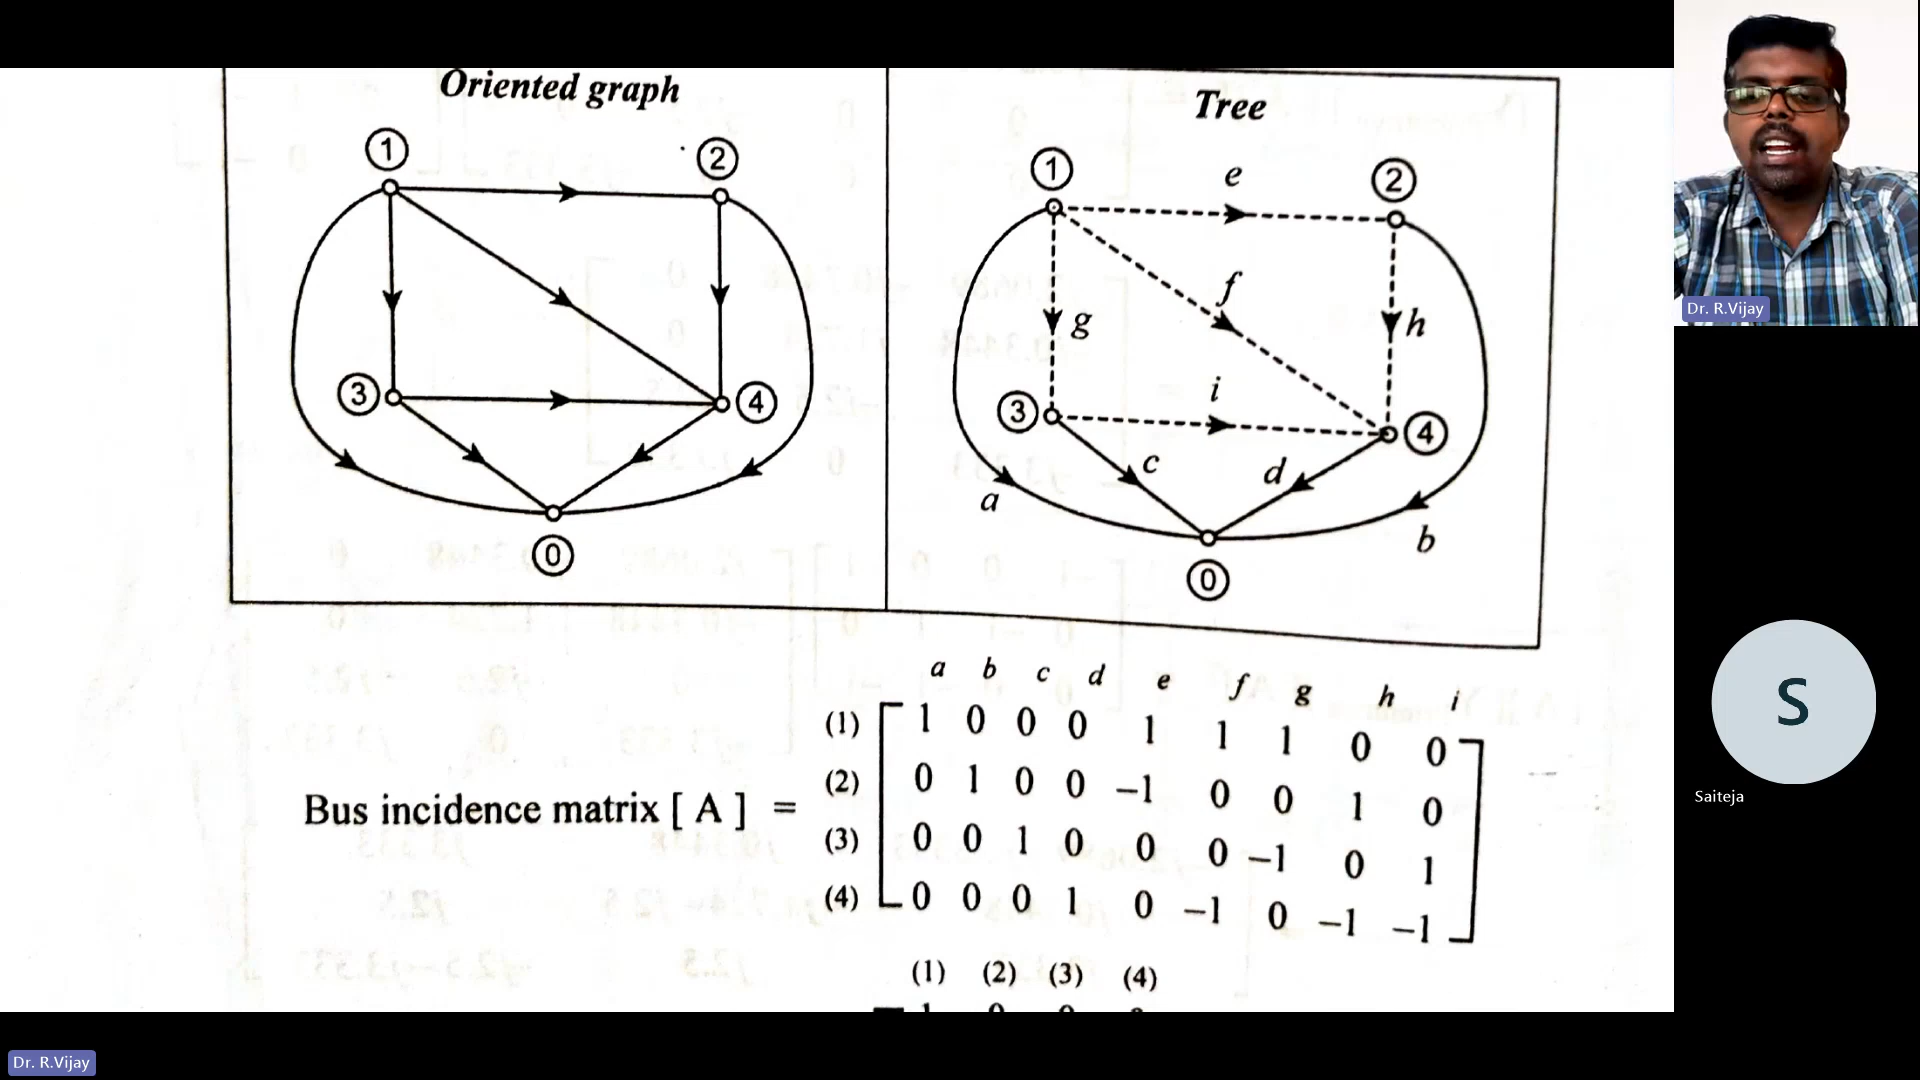 Oriented graph
1
2
3
4
0
Tree
1
e
2
f
g
h
3
i
4
c
d
a
b
0
a b c d e f g h i
(1) 1 0 0 0 1 1 1 0 0
(2) 0 1 0 0 −1 0 0 1 0
Bus incidence matrix [ A ] =
(3) 0 0 1 0 0 0 −1 0 1
(4) 0 0 0 1 0 −1 0 −1 −1
(1) (2) (3) (4)
Dr. R.Vijay
S
Saiteja
Dr. R.Vijay